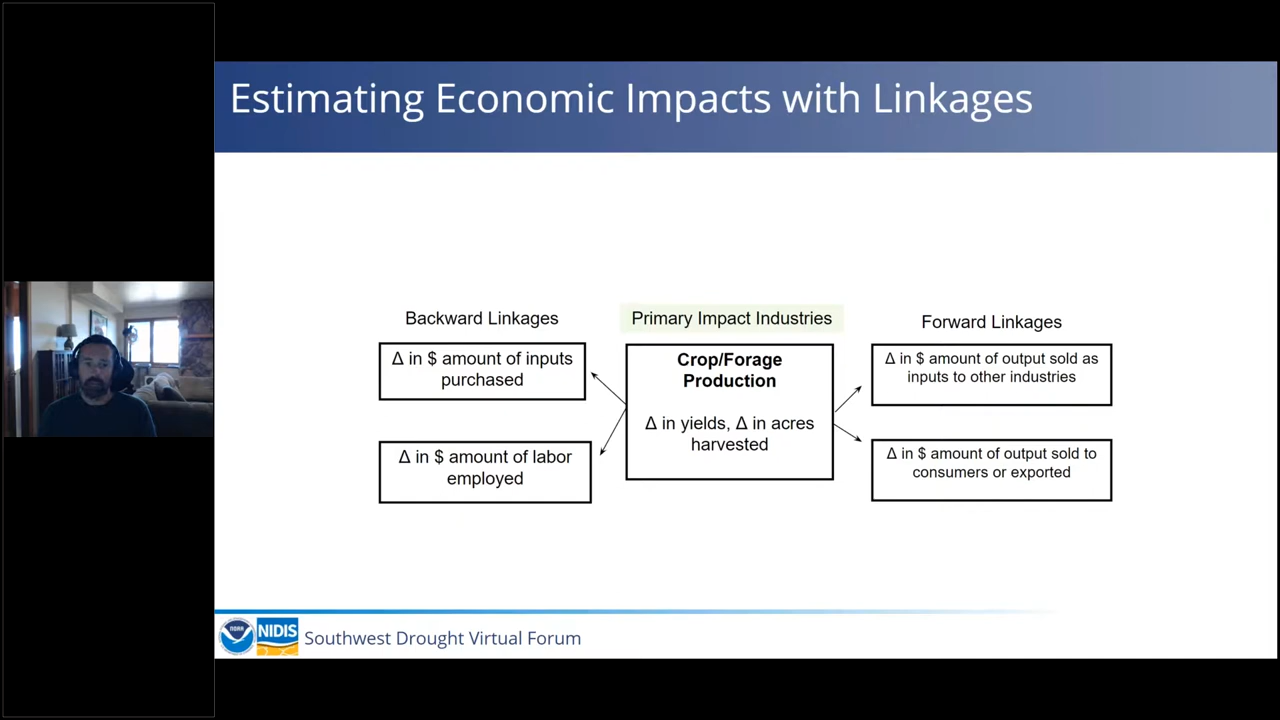 Estimating Economic Impacts with Linkages
Backward Linkages
Δ in $ amount of inputs
purchased
Δ in $ amount of labor
employed
Primary Impact Industries
Crop/Forage
Production
Δ in yields, Δ in acres
harvested
Forward Linkages
Δ in $ amount of output sold as
inputs to other industries
Δ in $ amount of output sold to
consumers or exported
NOAA
NIDIS
Southwest Drought Virtual Forum